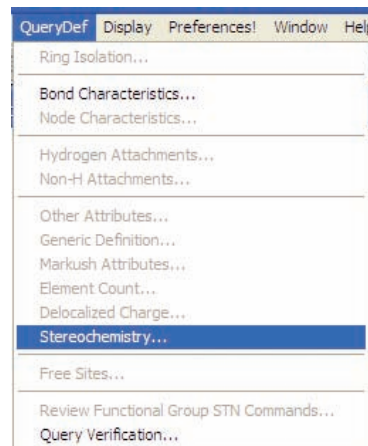 QueryDef Display Preferences! Window Hel
Ring Isolation...
Bond Characteristics...
Node Characteristics...
Hydrogen Attachments...
Non-H Attachments...
Other Attributes...
Generic Definition...
Markush Attributes...
Element Count...
Delocalized Charge...
Stereochemistry...
Free Sites...
Review Functional Group STN Commands...
Query Verification...